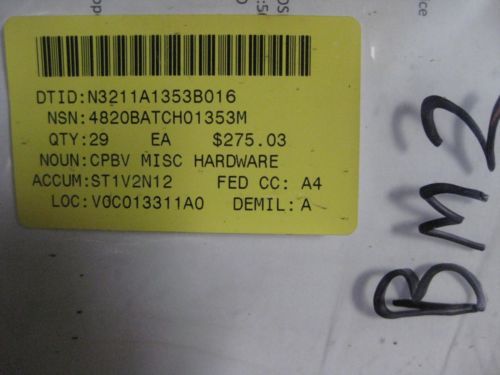 DTID:N3211A1353B016
NSN:4820BATCH01353M
QTY:29 EA $275.03
NOUN:CPBV MISC HARDWARE
ACCUM:ST1V2N12 FED CC: A4
LOC:V0C013311A0 DEMIL:A
BM2